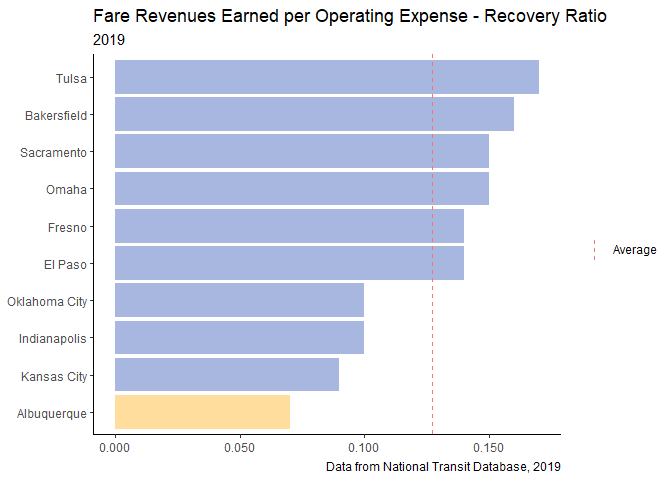 Fare Revenues Earned per Operating Expense - Recovery Ratio
2019
Tulsa
Bakersfield
Sacramento
Omaha
Fresno
El Paso
Oklahoma City
Indianapolis
Kansas City
Albuquerque
Average
0.000 0.050 0.100 0.150
Data from National Transit Database, 2019